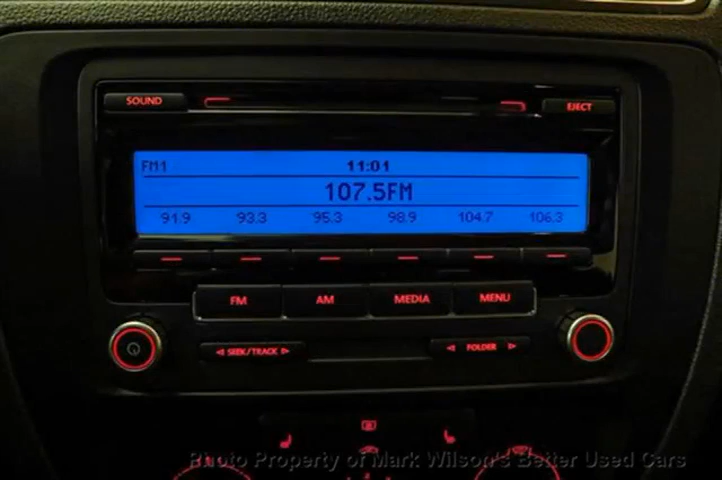 SOUND EJECT
FM1 11:01
107.5FM
91.9 93.3 95.3 98.9 104.7 106.3
FM AM MEDIA MENU
SEEK/TRACK FOLDER
Photo Property of Mark Wilson's Better Used Cars